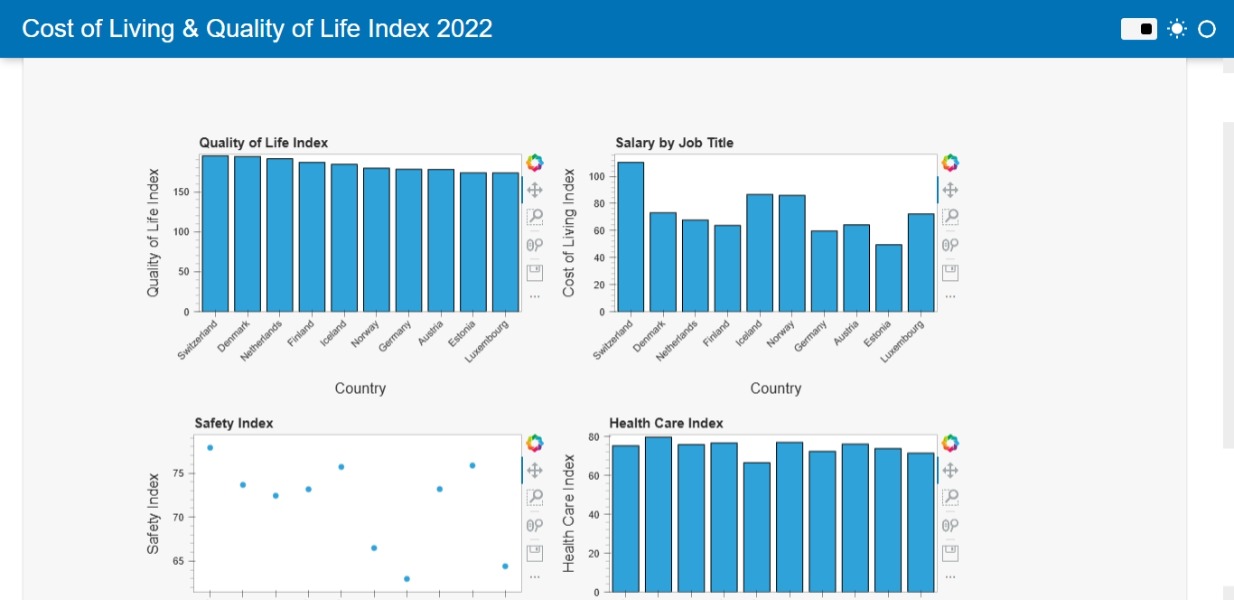 Cost of Living & Quality of Life Index 2022
Quality of Life Index
Quality of Life Index
150
100
50
0
Switzerland
Denmark
Netherlands
Finland
Iceland
Norway
Germany
Austria
Estonia
Luxembourg
Country
Salary by Job Title
Cost of Living Index
100
80
60
40
20
0
Switzerland
Denmark
Netherlands
Finland
Iceland
Norway
Germany
Austria
Estonia
Luxembourg
Country
Safety Index
Safety Index
75
70
65
Health Care Index
Health Care Index
80
60
40
20
0